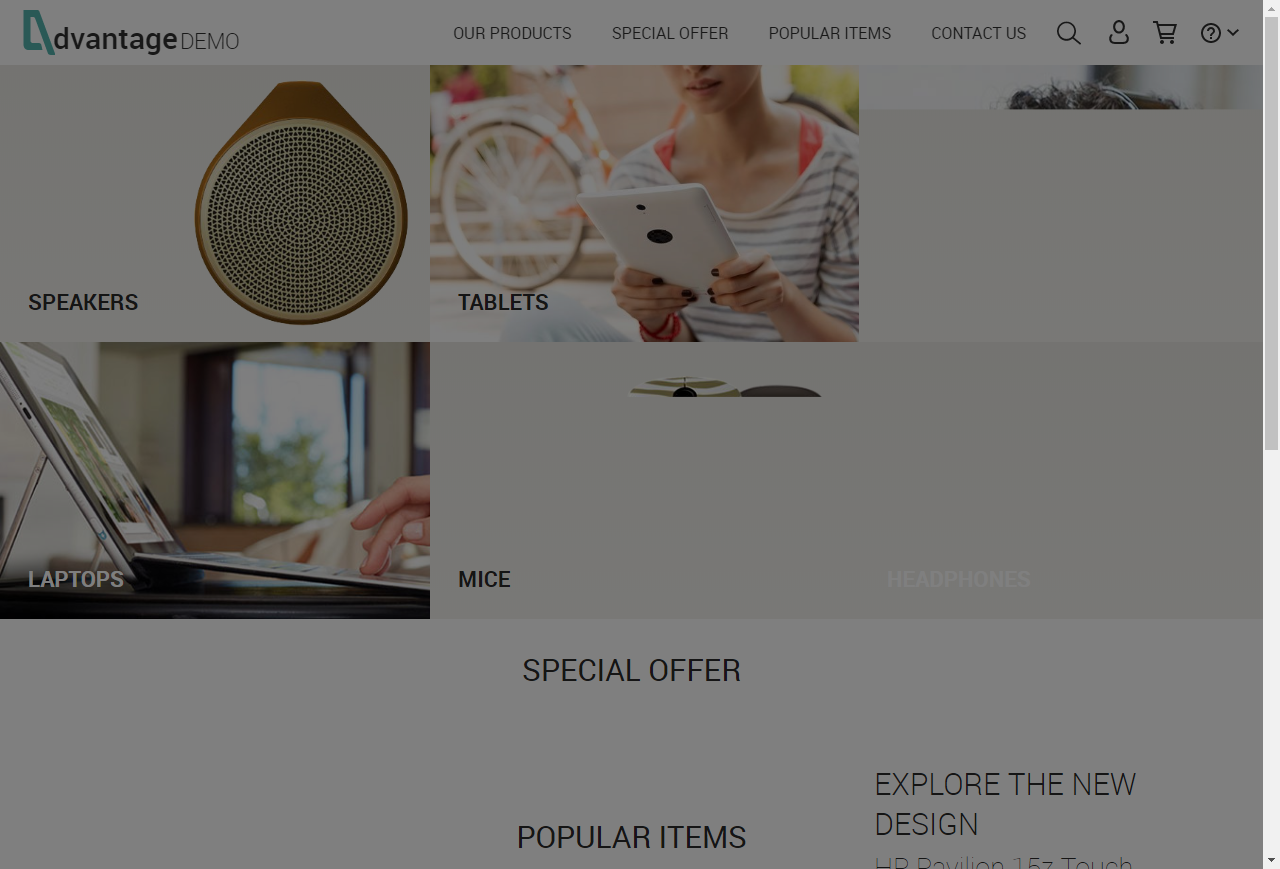 dvantage DEMO
OUR PRODUCTS
SPECIAL OFFER
POPULAR ITEMS
CONTACT US
SPEAKERS
TABLETS
LAPTOPS
MICE
HEADPHONES
SPECIAL OFFER
EXPLORE THE NEW
DESIGN
POPULAR ITEMS
HP Pavilion 15z Touch